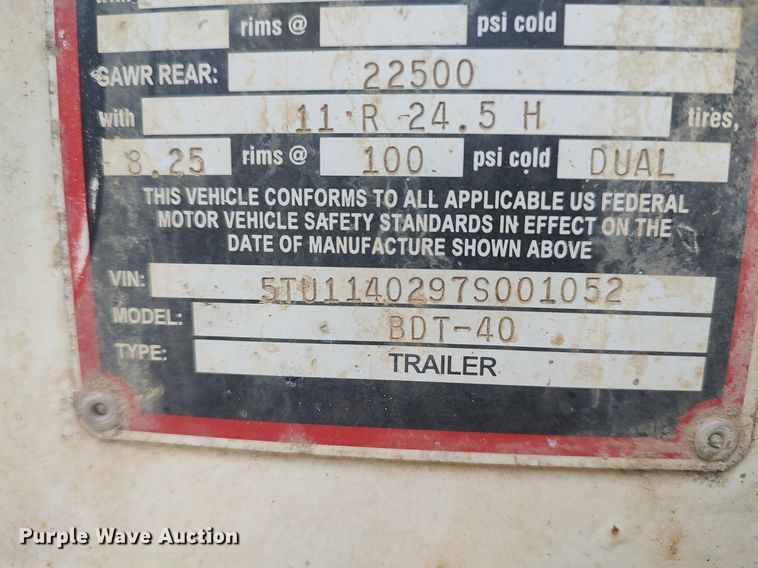 rims @ psi cold
GAWR REAR: 22500
with 11 R 24.5 H tires,
8.25 rims @ 100 psi cold DUAL
THIS VEHICLE CONFORMS TO ALL APPLICABLE US FEDERAL
MOTOR VEHICLE SAFETY STANDARDS IN EFFECT ON THE
DATE OF MANUFACTURE SHOWN ABOVE
VIN: 5TU1140297S001052
MODEL: BDT-40
TYPE: TRAILER
Purple Wave Auction